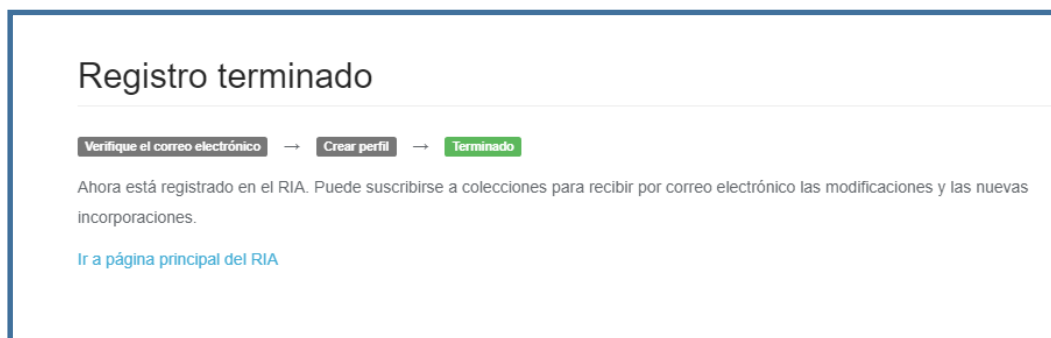 Registro terminado
Verifique el correo electrónico → Crear perfil → Terminado
Ahora está registrado en el RIA. Puede suscribirse a colecciones para recibir por correo electrónico las modificaciones y las nuevas
incorporaciones.
Ir a página principal del RIA